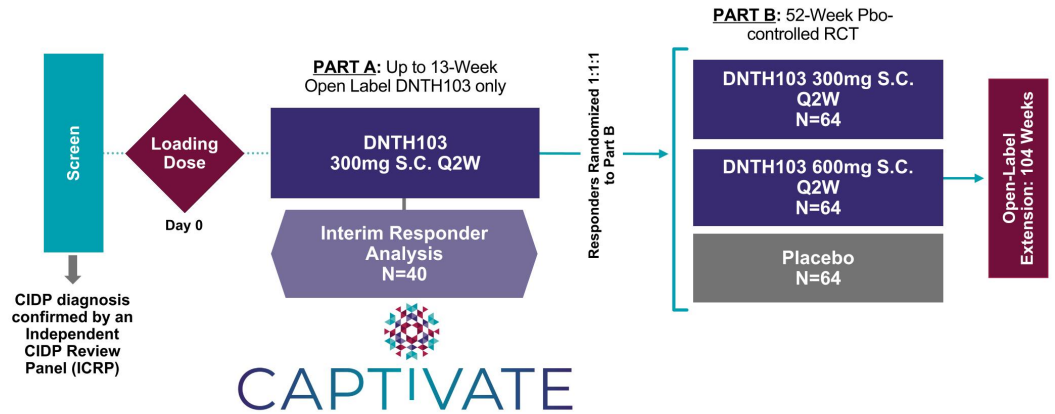 Screen
CIDP diagnosis
confirmed by an
Independent
CIDP Review
Panel (ICRP)
Loading
Dose
Day 0
PART A: Up to 13-Week
Open Label DNTH103 only
DNTH103
300mg S.C. Q2W
Interim Responder
Analysis
N=40
CAPTIVATE
Responders Randomized 1:1:1
to Part B
PART B: 52-Week Pbo-
controlled RCT
DNTH103 300mg S.C.
Q2W
N=64
DNTH103 600mg S.C.
Q2W
N=64
Placebo
N=64
Open-Label
Extension: 104 Weeks